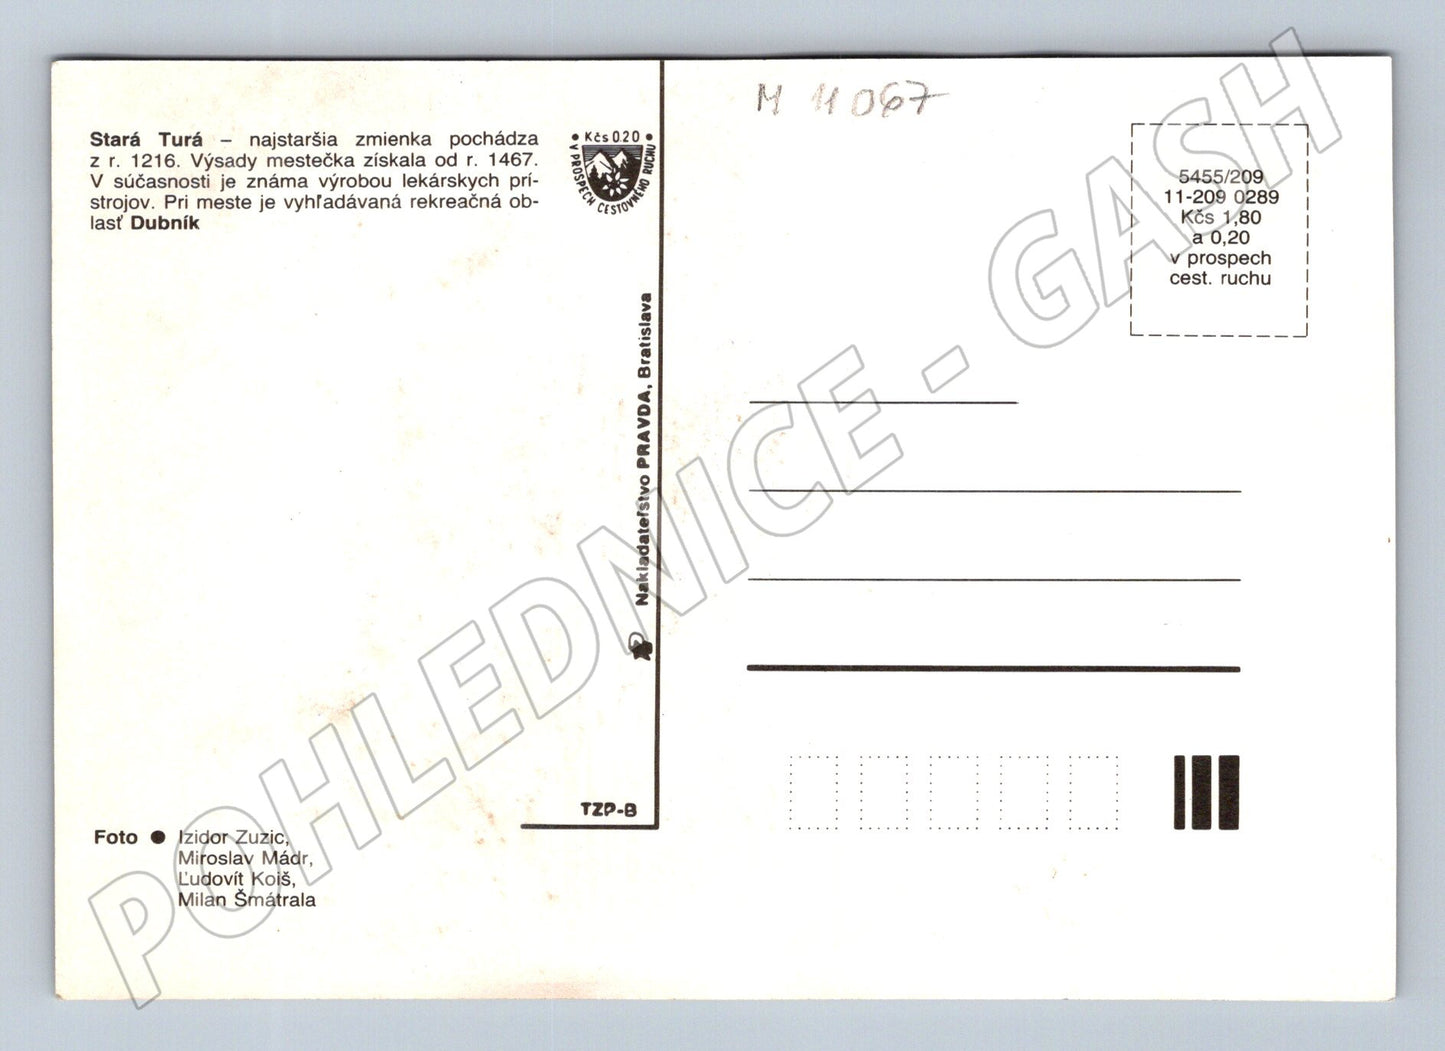 M 11067
Stará Turá – najstaršia zmienka pochádza
z r. 1216. Výsady mestečka získala od r. 1467.
V súčasnosti je známa výrobou lekárskych prí-
strojov. Pri meste je vyhľadávaná rekreačná ob-
lasť Dubník
• Kčs 0.20 •
V PROSPECH CESTOVNÉHO RUCHU
5455/209
11-209 0289
Kčs 1,80
a 0,20
v prospech
cest. ruchu
Nakladateľstvo PRAVDA, Bratislava
TZP-B
Foto ● Izidor Zuzic,
Miroslav Mádr,
Ľudovít Koiš,
Milan Šmátrala
POHLEDNICE - GASH